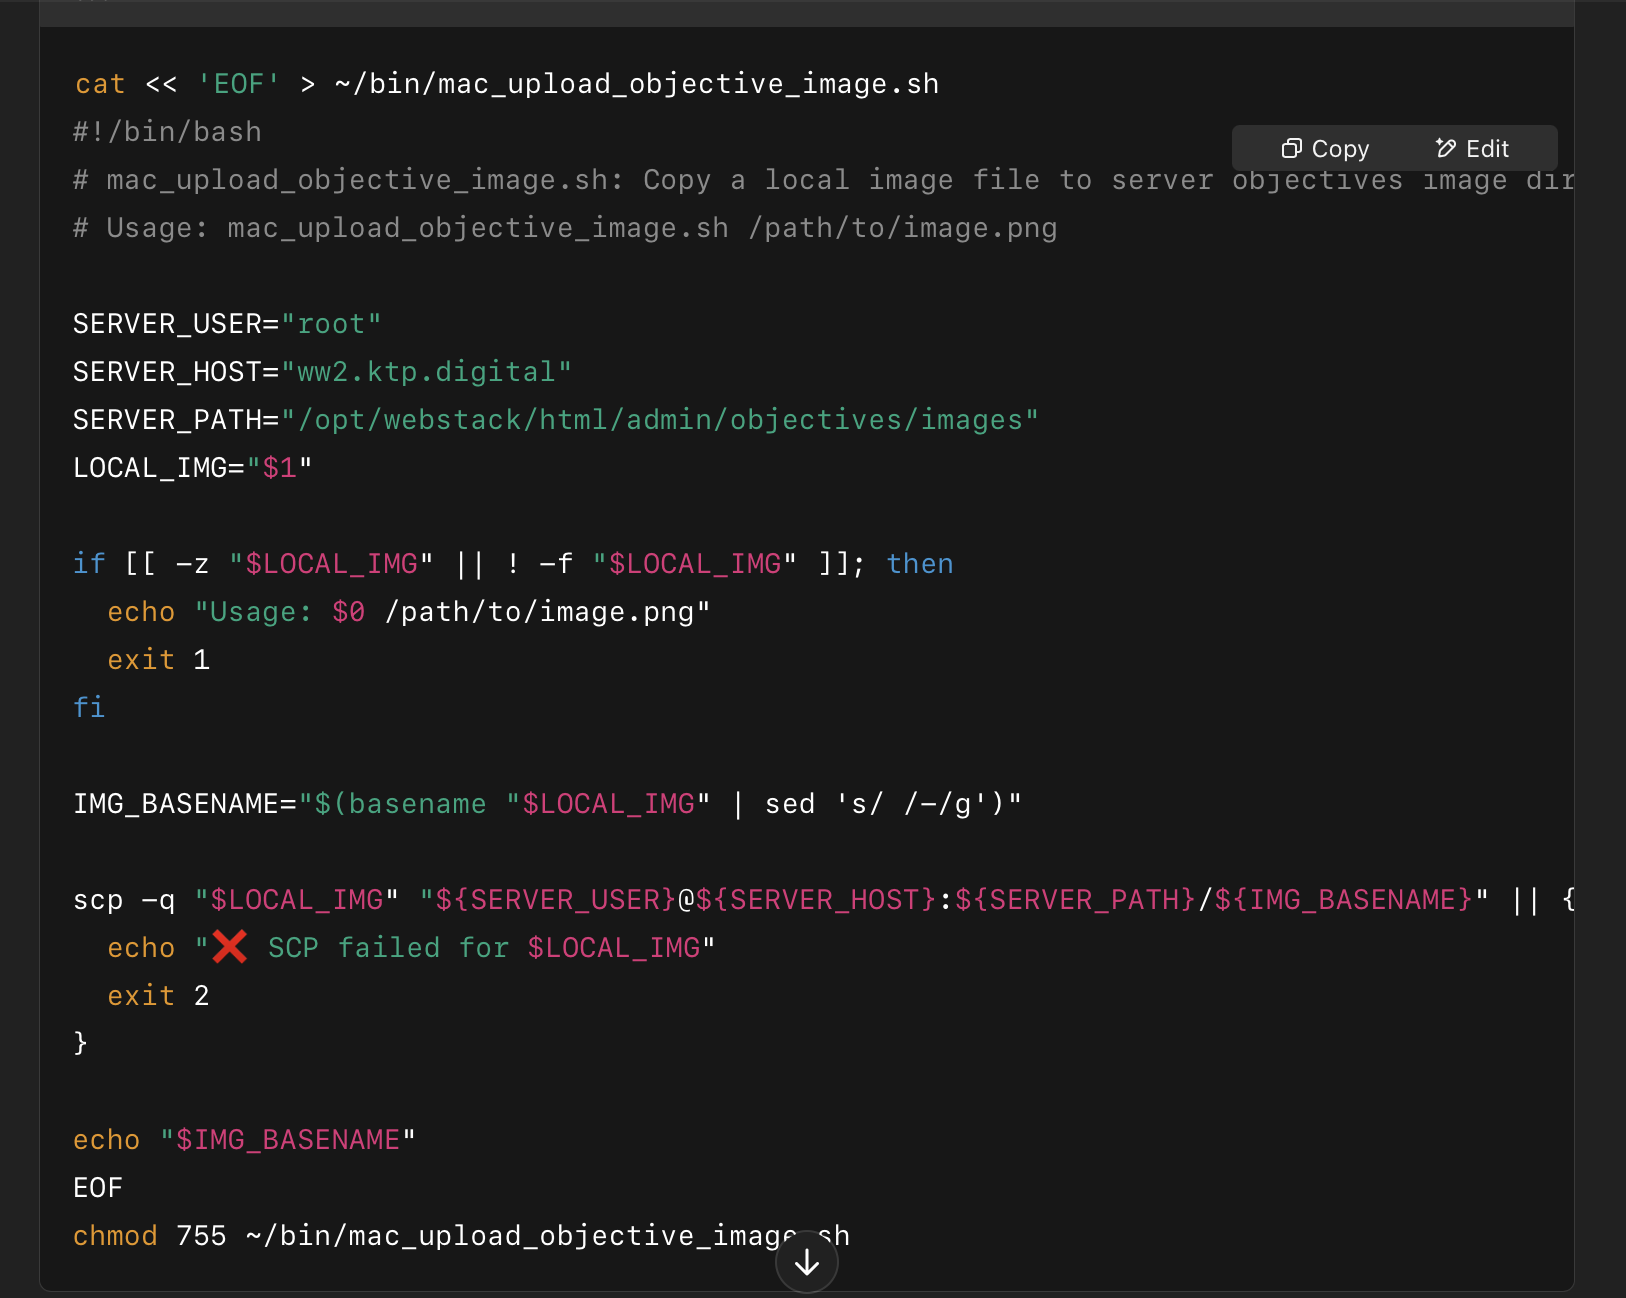 cat << 'EOF' > ~/bin/mac_upload_objective_image.sh
#!/bin/bash
Copy
Edit
# mac_upload_objective_image.sh: Copy a local image file to server objectives image dir
# Usage: mac_upload_objective_image.sh /path/to/image.png
SERVER_USER="root"
SERVER_HOST="ww2.ktp.digital"
SERVER_PATH="/opt/webstack/html/admin/objectives/images"
LOCAL_IMG="$1"
if [[ -z "$LOCAL_IMG" || ! -f "$LOCAL_IMG" ]]; then
  echo "Usage: $0 /path/to/image.png"
  exit 1
fi
IMG_BASENAME="$(basename "$LOCAL_IMG" | sed 's/ /-/g')"
scp -q "$LOCAL_IMG" "${SERVER_USER}@${SERVER_HOST}:${SERVER_PATH}/${IMG_BASENAME}" || {
  echo "❌ SCP failed for $LOCAL_IMG"
  exit 2
}
echo "$IMG_BASENAME"
EOF
chmod 755 ~/bin/mac_upload_objective_image.sh